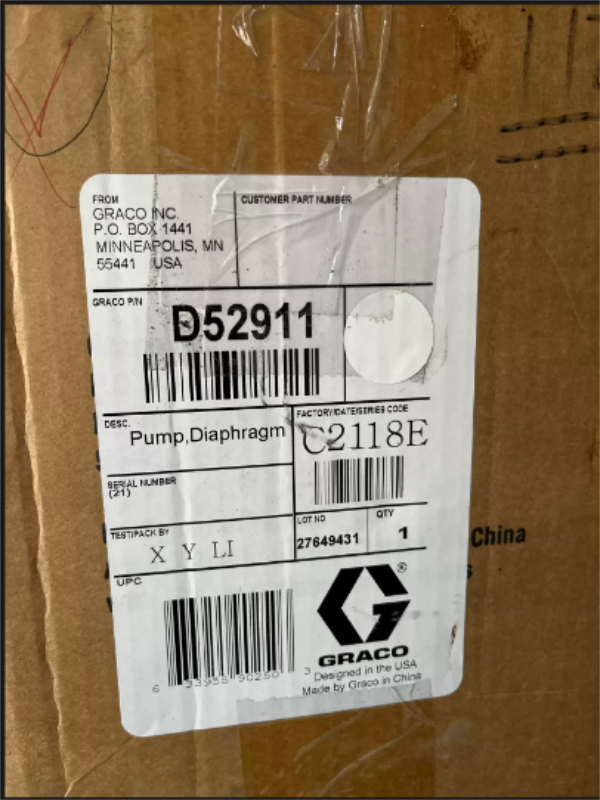 FROM
GRACO INC.
P.O. BOX 1441
MINNEAPOLIS, MN
55441 USA
CUSTOMER PART NUMBER
GRACO P/N
D52911
DESC.
Pump,Diaphragm
FACTORY/DATE/SERIES CODE
C2118E
SERIAL NUMBER
(21)
TEST/PACK BY
X Y LI
LOT NO
27649431
QTY
1
UPC
6 33955 90250 3
®
GRACO
Designed in the USA
Made by Graco in China
China